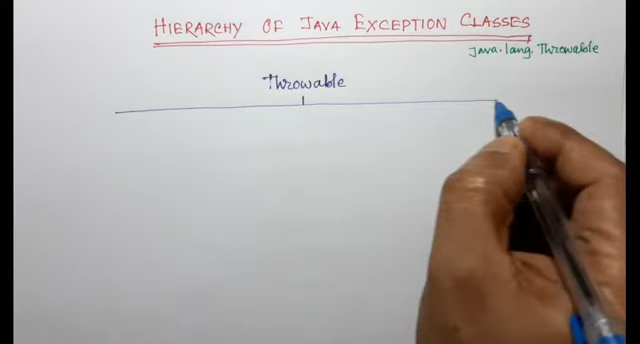 HIERARCHY OF JAVA EXCEPTION CLASSES
Java.lang.Throwable
Throwable